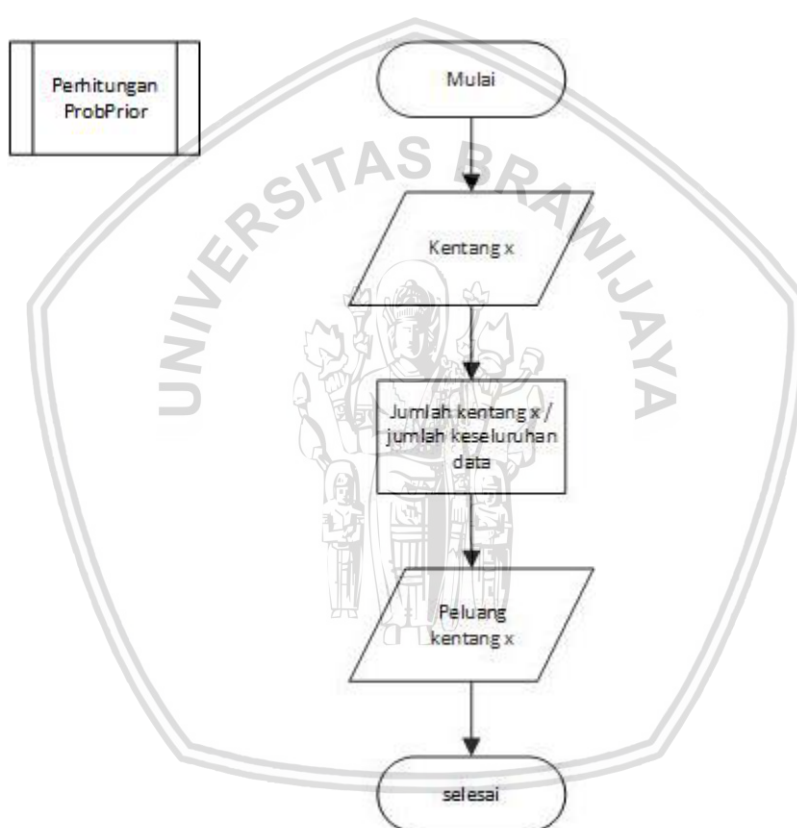 Perhitungan
ProbPrior
Mulai
UNIVERSITAS BRAWIJAYA
Kentang x
Jumlah kentang x /
jumlah keseluruhan
data
Peluang
kentang x
selesai